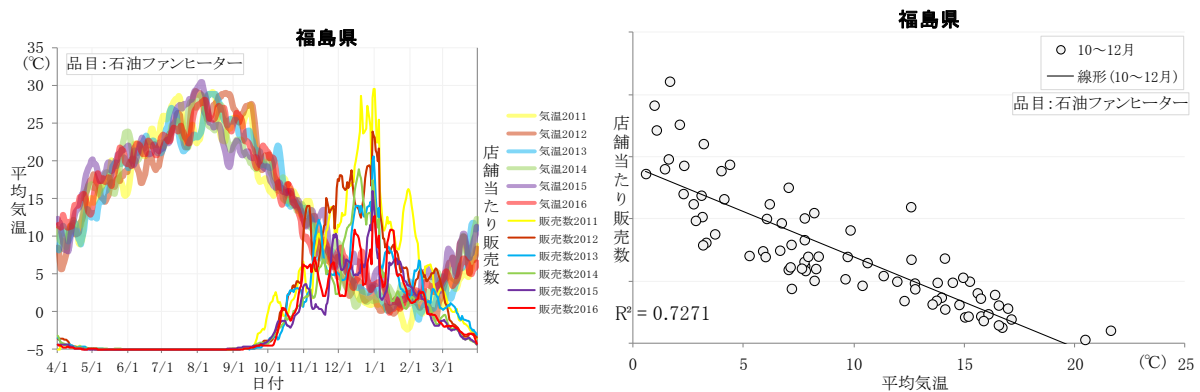 福島県
35
(℃)
30
25
20
15
10
5
0
−5
平均気温
品目:石油ファンヒーター
4/1 5/1 6/1 7/1 8/1 9/1 10/1 11/1 12/1 1/1 2/1 3/1
日付
店舗当たり販売数
気温2011
気温2012
気温2013
気温2014
気温2015
気温2016
販売数2011
販売数2012
販売数2013
販売数2014
販売数2015
販売数2016
福島県
10～12月
線形(10～12月)
品目:石油ファンヒーター
店舗当たり販売数
R² = 0.7271
0 5 10 15 20 25
(℃)
平均気温